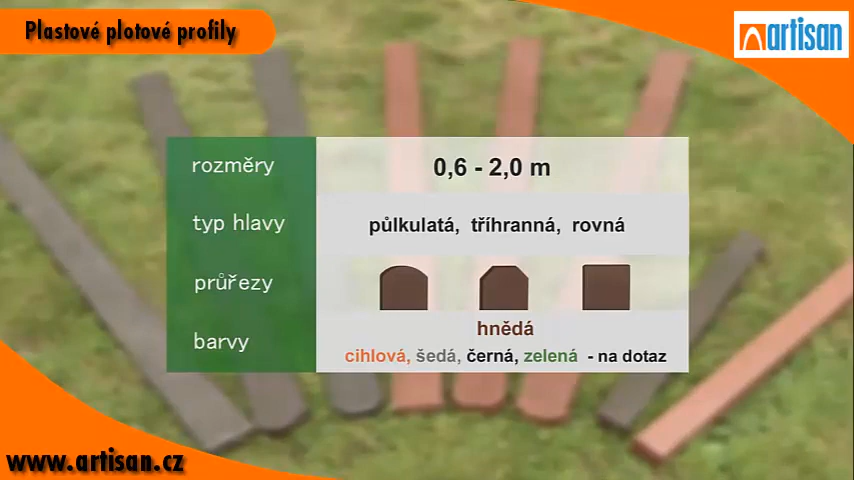 Plastové plotové profily
artisan
rozměry 0,6 - 2,0 m
typ hlavy půlkulatá, tříhranná, rovná
průřezy
barvy hnědá
cihlová, šedá, černá, zelená - na dotaz
www.artisan.cz